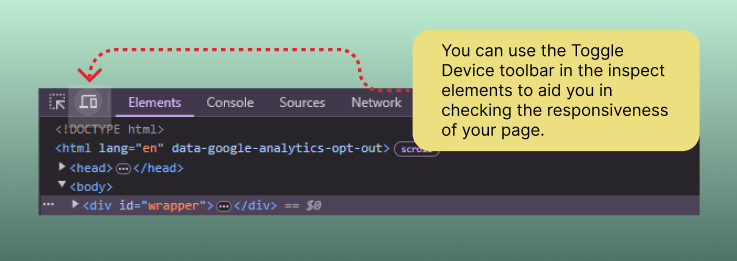 You can use the Toggle
Device toolbar in the inspect
elements to aid you in
checking the responsiveness
of your page.
Elements Console Sources Network
<!DOCTYPE html>
<html lang="en" data-google-analytics-opt-out>
▶ <head> ••• </head>
▼ <body>
••• ▶ <div id="wrapper"> ••• </div> == $0